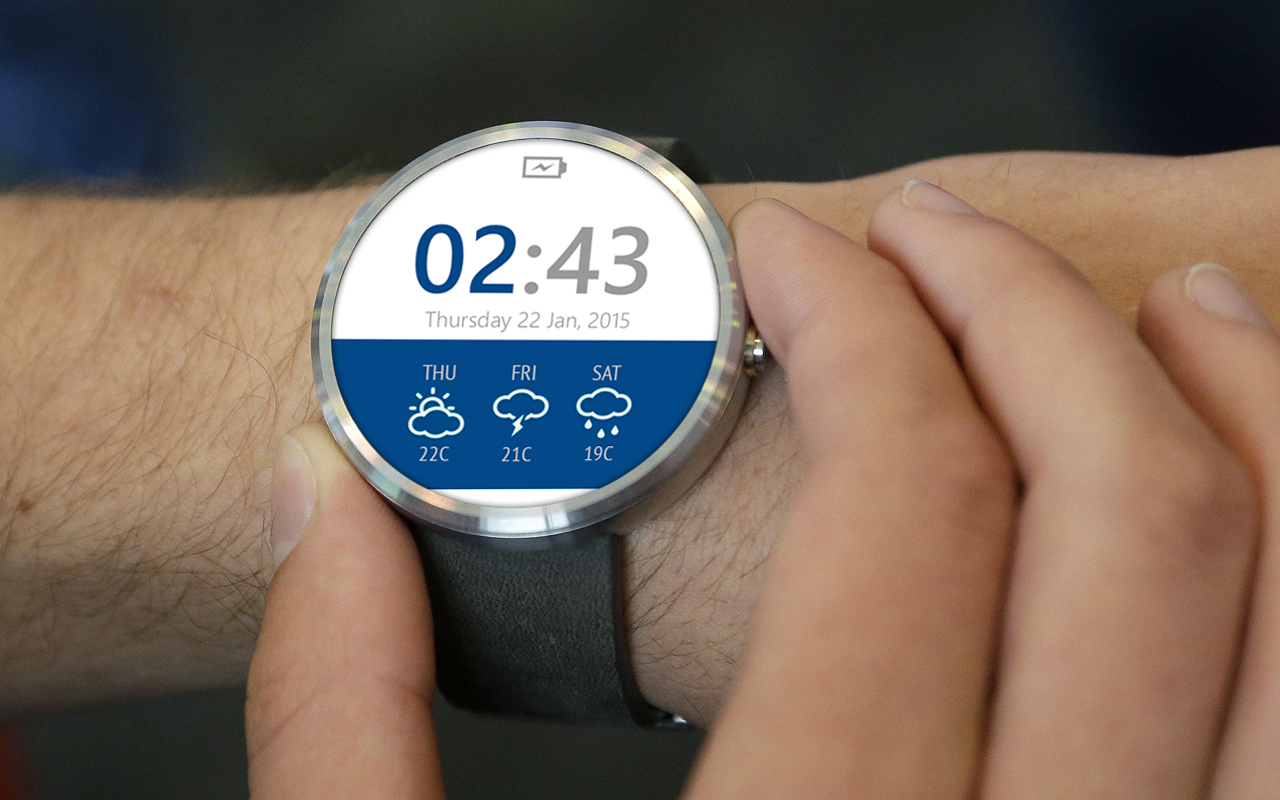 02:43
Thursday 22 Jan, 2015
THU FRI SAT
22C 21C 19C